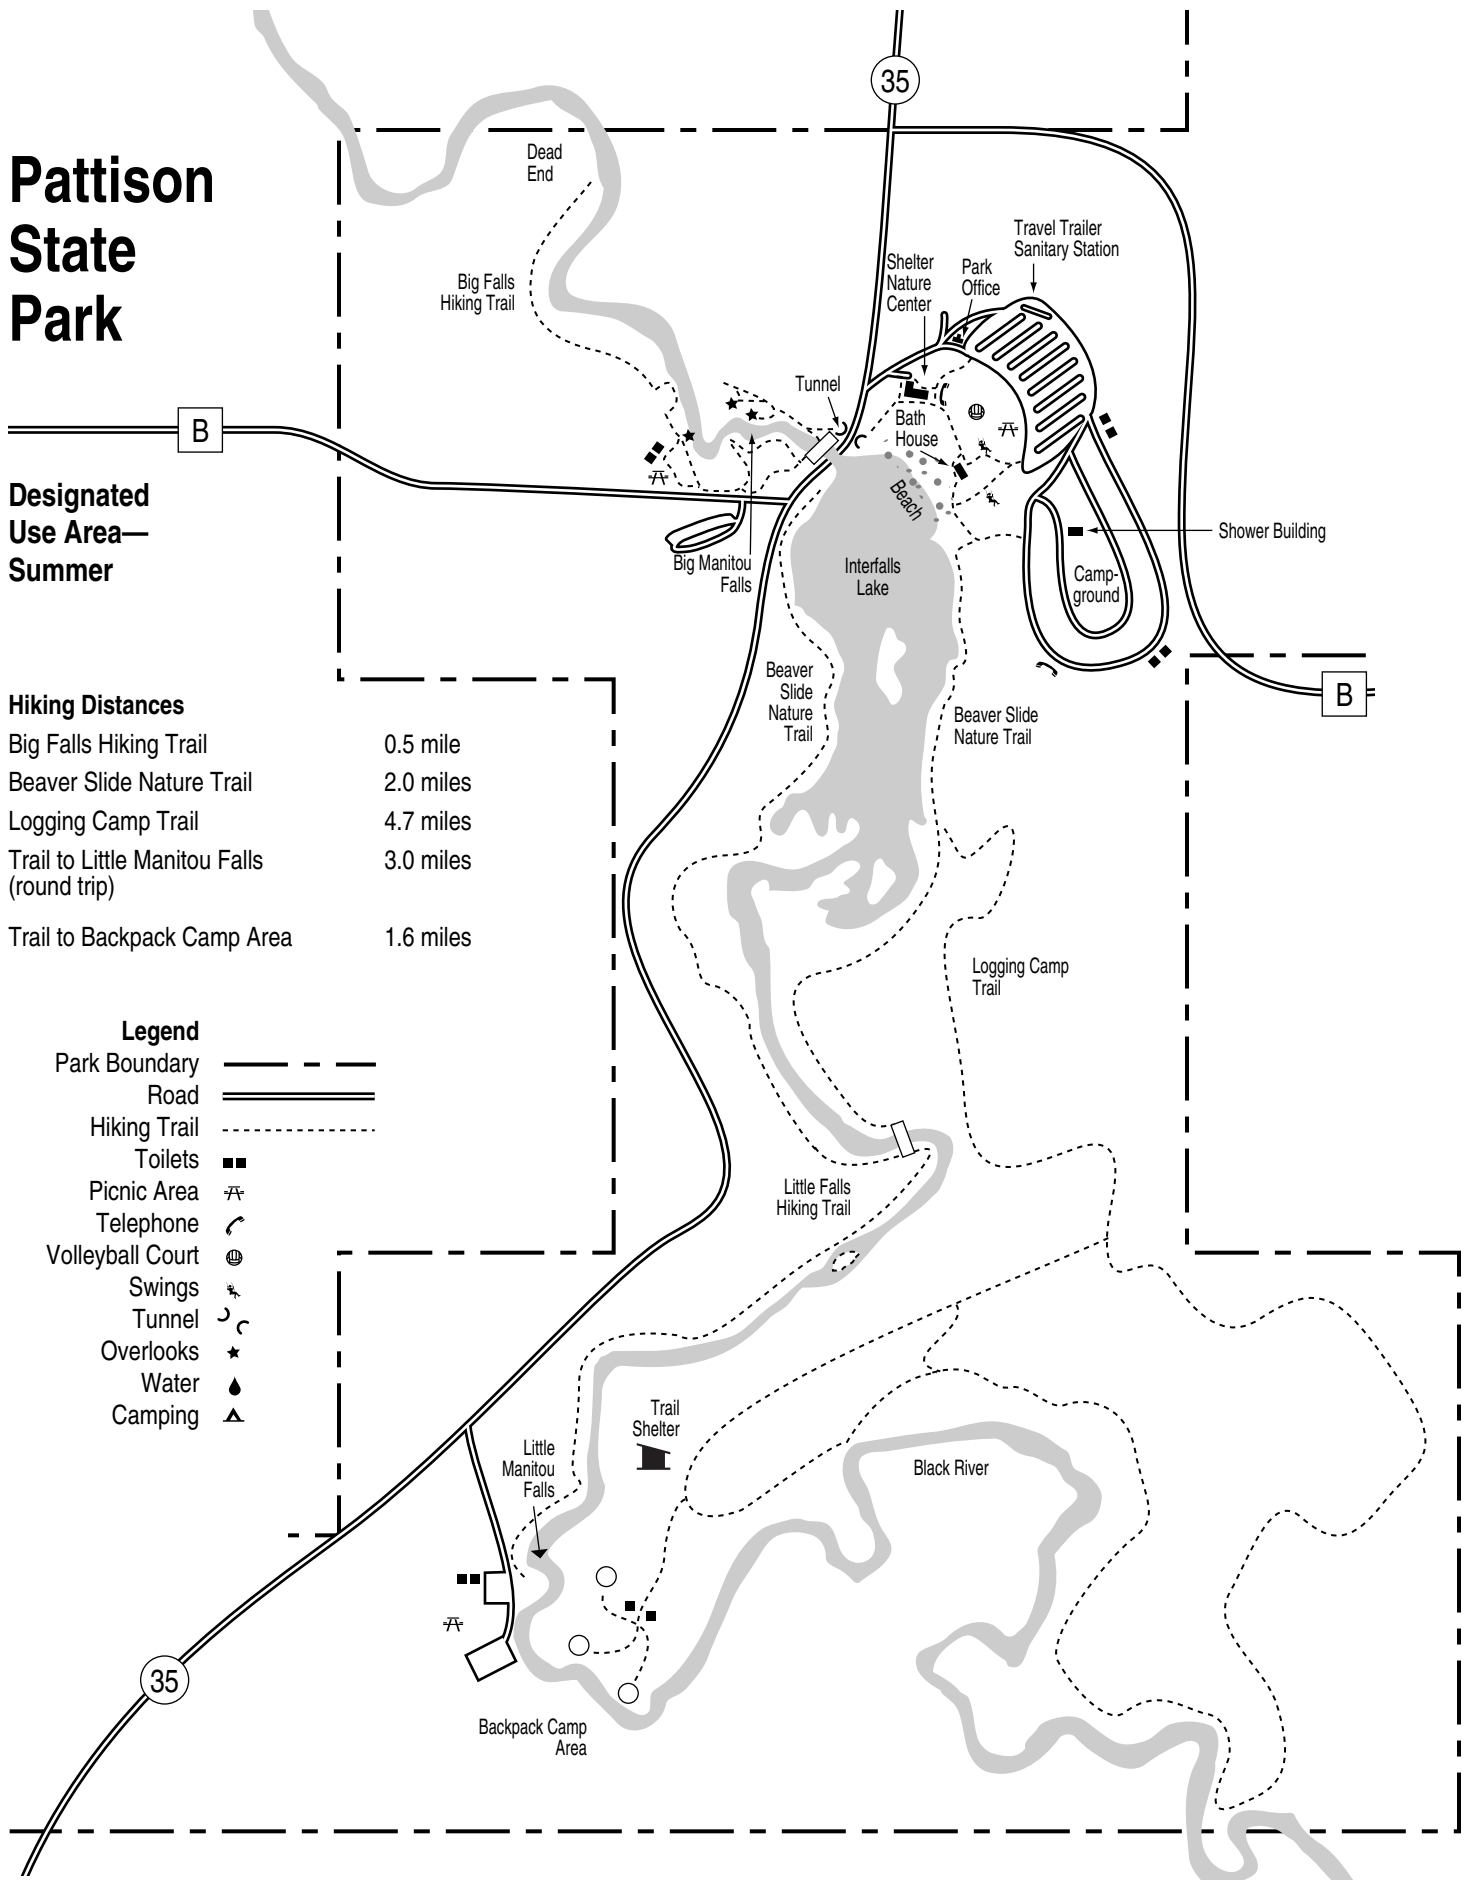 35
Pattison
State
Park
Dead
End
Big Falls
Hiking Trail
Shelter
Nature
Center
Park
Office
Travel Trailer
Sanitary Station
Tunnel
Bath
House
Beach
B
Designated
Use Area—
Summer
Big Manitou
Falls
Interfalls
Lake
Shower Building
Camp-
ground
Beaver
Slide
Nature
Trail
Beaver Slide
Nature Trail
B
Hiking Distances
Big Falls Hiking Trail 0.5 mile
Beaver Slide Nature Trail 2.0 miles
Logging Camp Trail 4.7 miles
Trail to Little Manitou Falls 3.0 miles
(round trip)
Trail to Backpack Camp Area 1.6 miles
Logging Camp
Trail
Legend
Park Boundary
Road
Hiking Trail
Toilets
Picnic Area
Telephone
Volleyball Court
Swings
Tunnel
Overlooks
Water
Camping
Little Falls
Hiking Trail
Trail
Shelter
Little
Manitou
Falls
Black River
35
Backpack Camp
Area